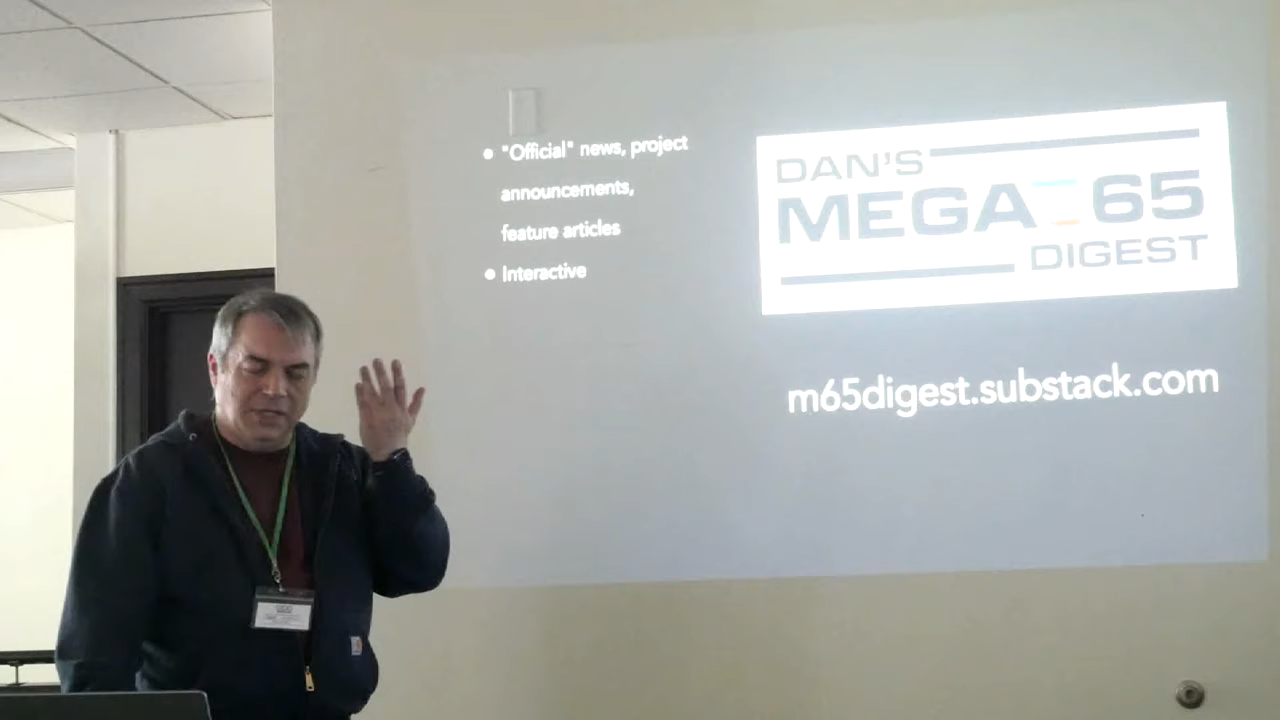 • "Official" news, project
announcements,
feature articles
• Interactive
DAN'S
MEGA 65
DIGEST
m65digest.substack.com